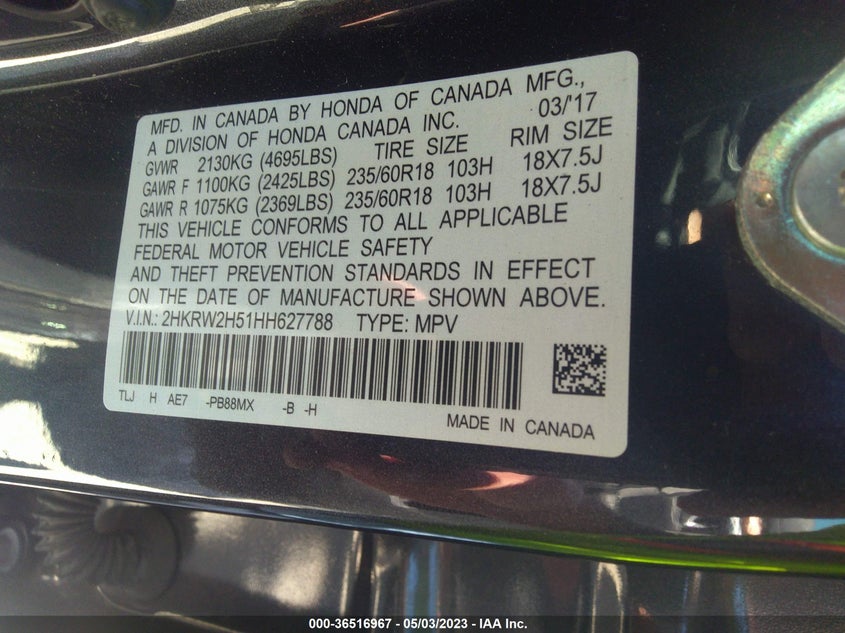 MFD. IN CANADA BY HONDA OF CANADA MFG.,
A DIVISION OF HONDA CANADA INC. 03/'17
GVWR 2130KG (4695LBS) TIRE SIZE RIM SIZE
GAWR F 1100KG (2425LBS) 235/60R18 103H 18X7.5J
GAWR R 1075KG (2369LBS) 235/60R18 103H 18X7.5J
THIS VEHICLE CONFORMS TO ALL APPLICABLE
FEDERAL MOTOR VEHICLE SAFETY
AND THEFT PREVENTION STANDARDS IN EFFECT
ON THE DATE OF MANUFACTURE SHOWN ABOVE.
V.I.N.: 2HKRW2H51HH627788 TYPE: MPV
TLJ H AE7 -PB88MX -B -H
MADE IN CANADA
000-36516967 - 05/03/2023 - IAA Inc.